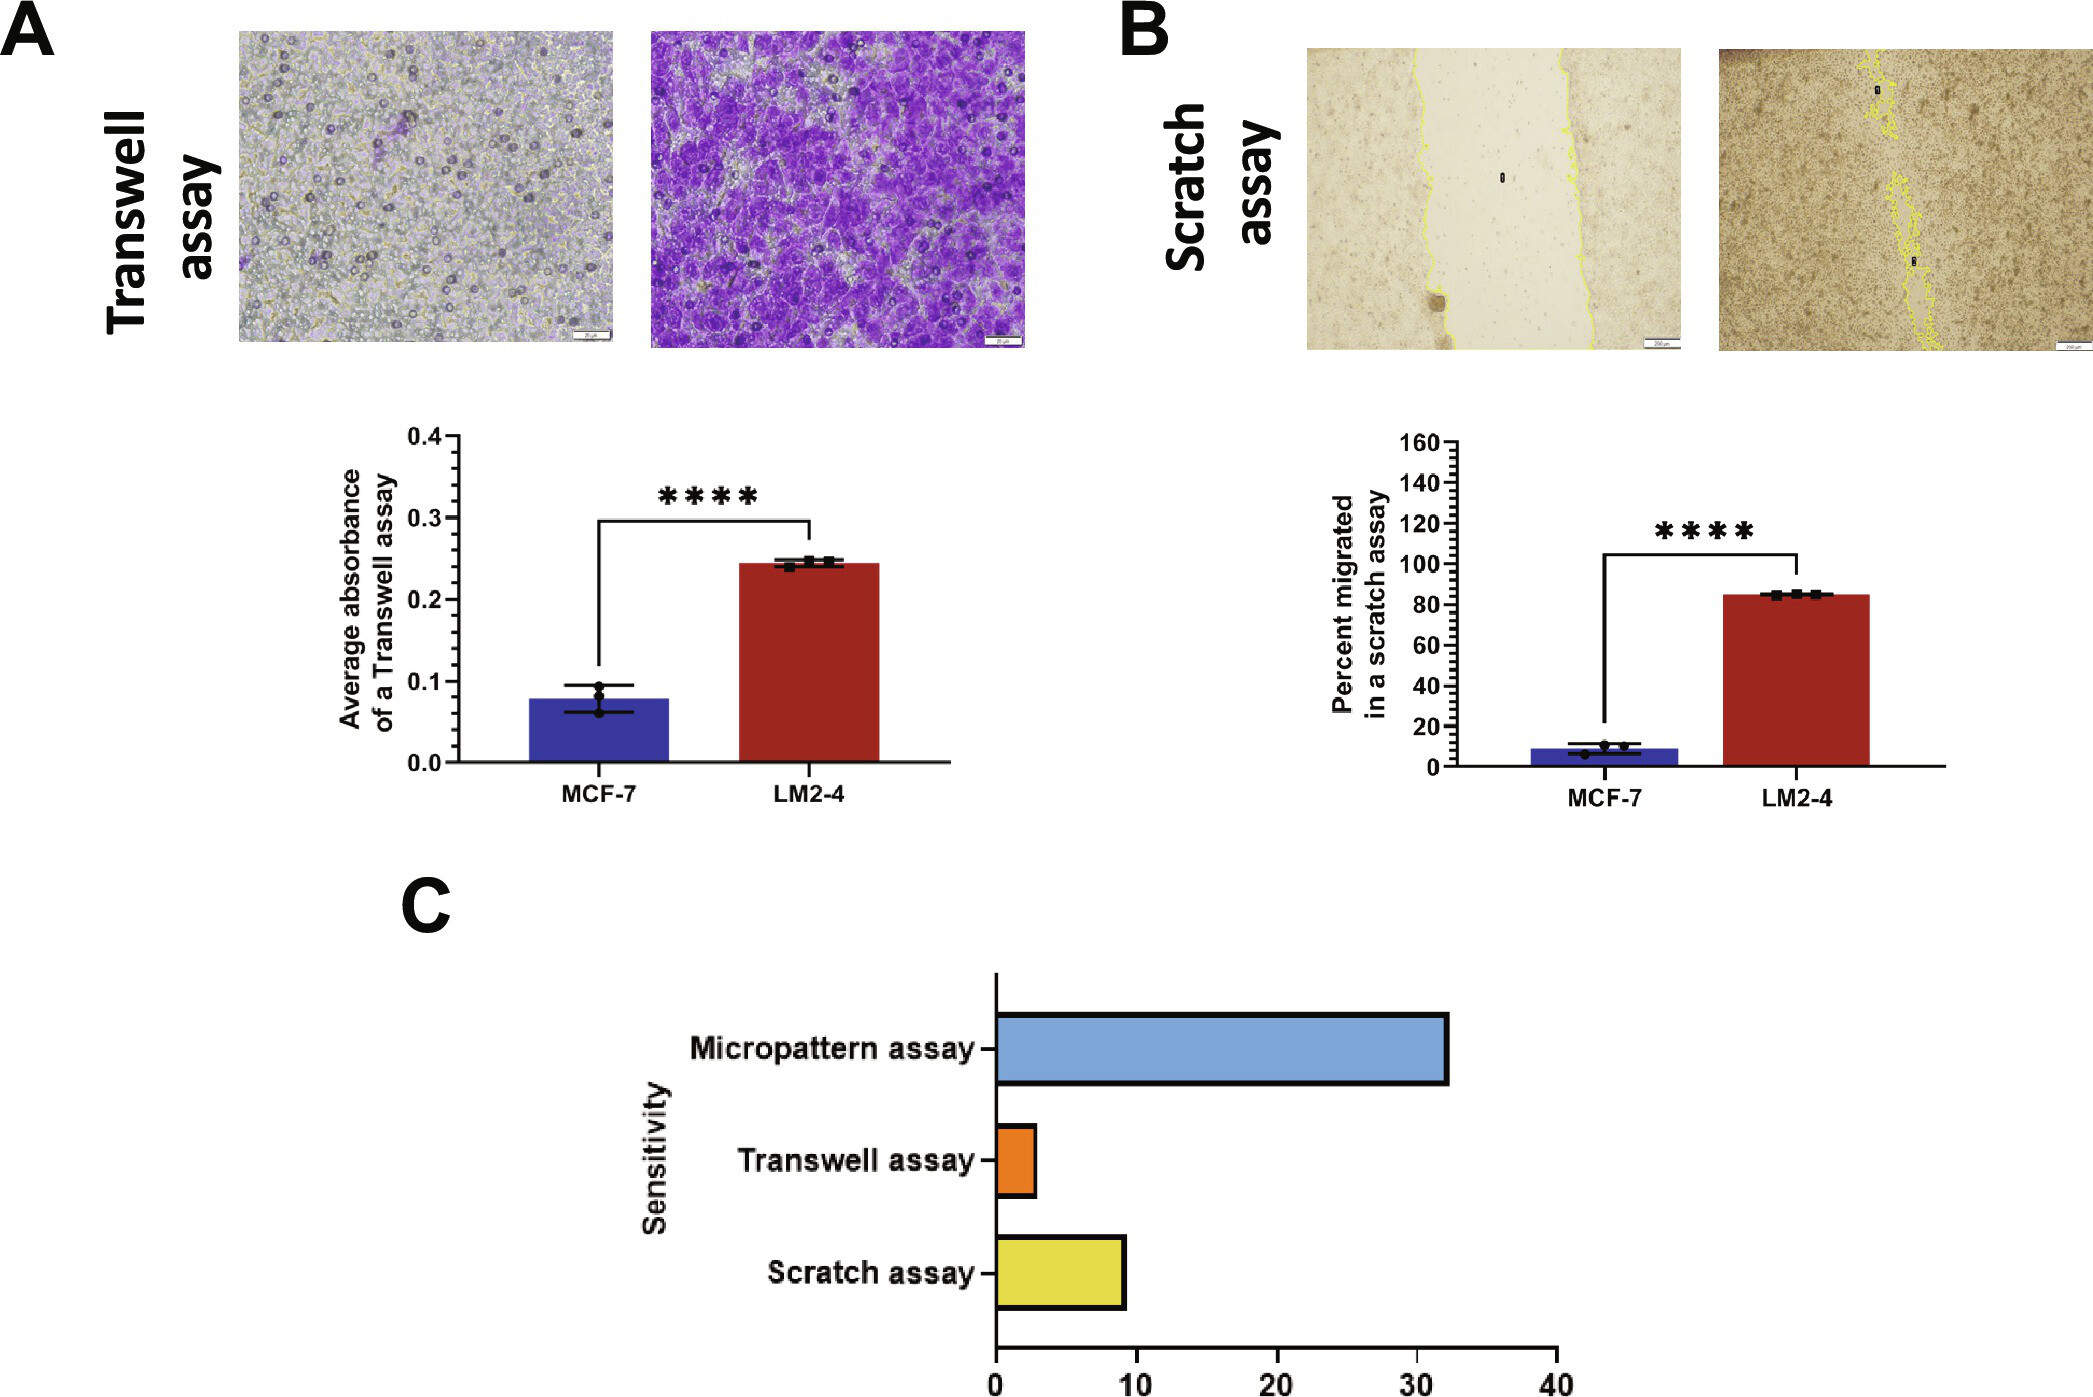 A
B
Transwell
assay
Scratch
assay
0.4
0.3
0.2
0.1
0.0
Average absorbance
of a Transwell assay
****
MCF-7
LM2-4
160
140
120
100
80
60
40
20
0
Percent migrated
in a scratch assay
****
MCF-7
LM2-4
C
Sensitivity
Micropattern assay
Transwell assay
Scratch assay
0
10
20
30
40